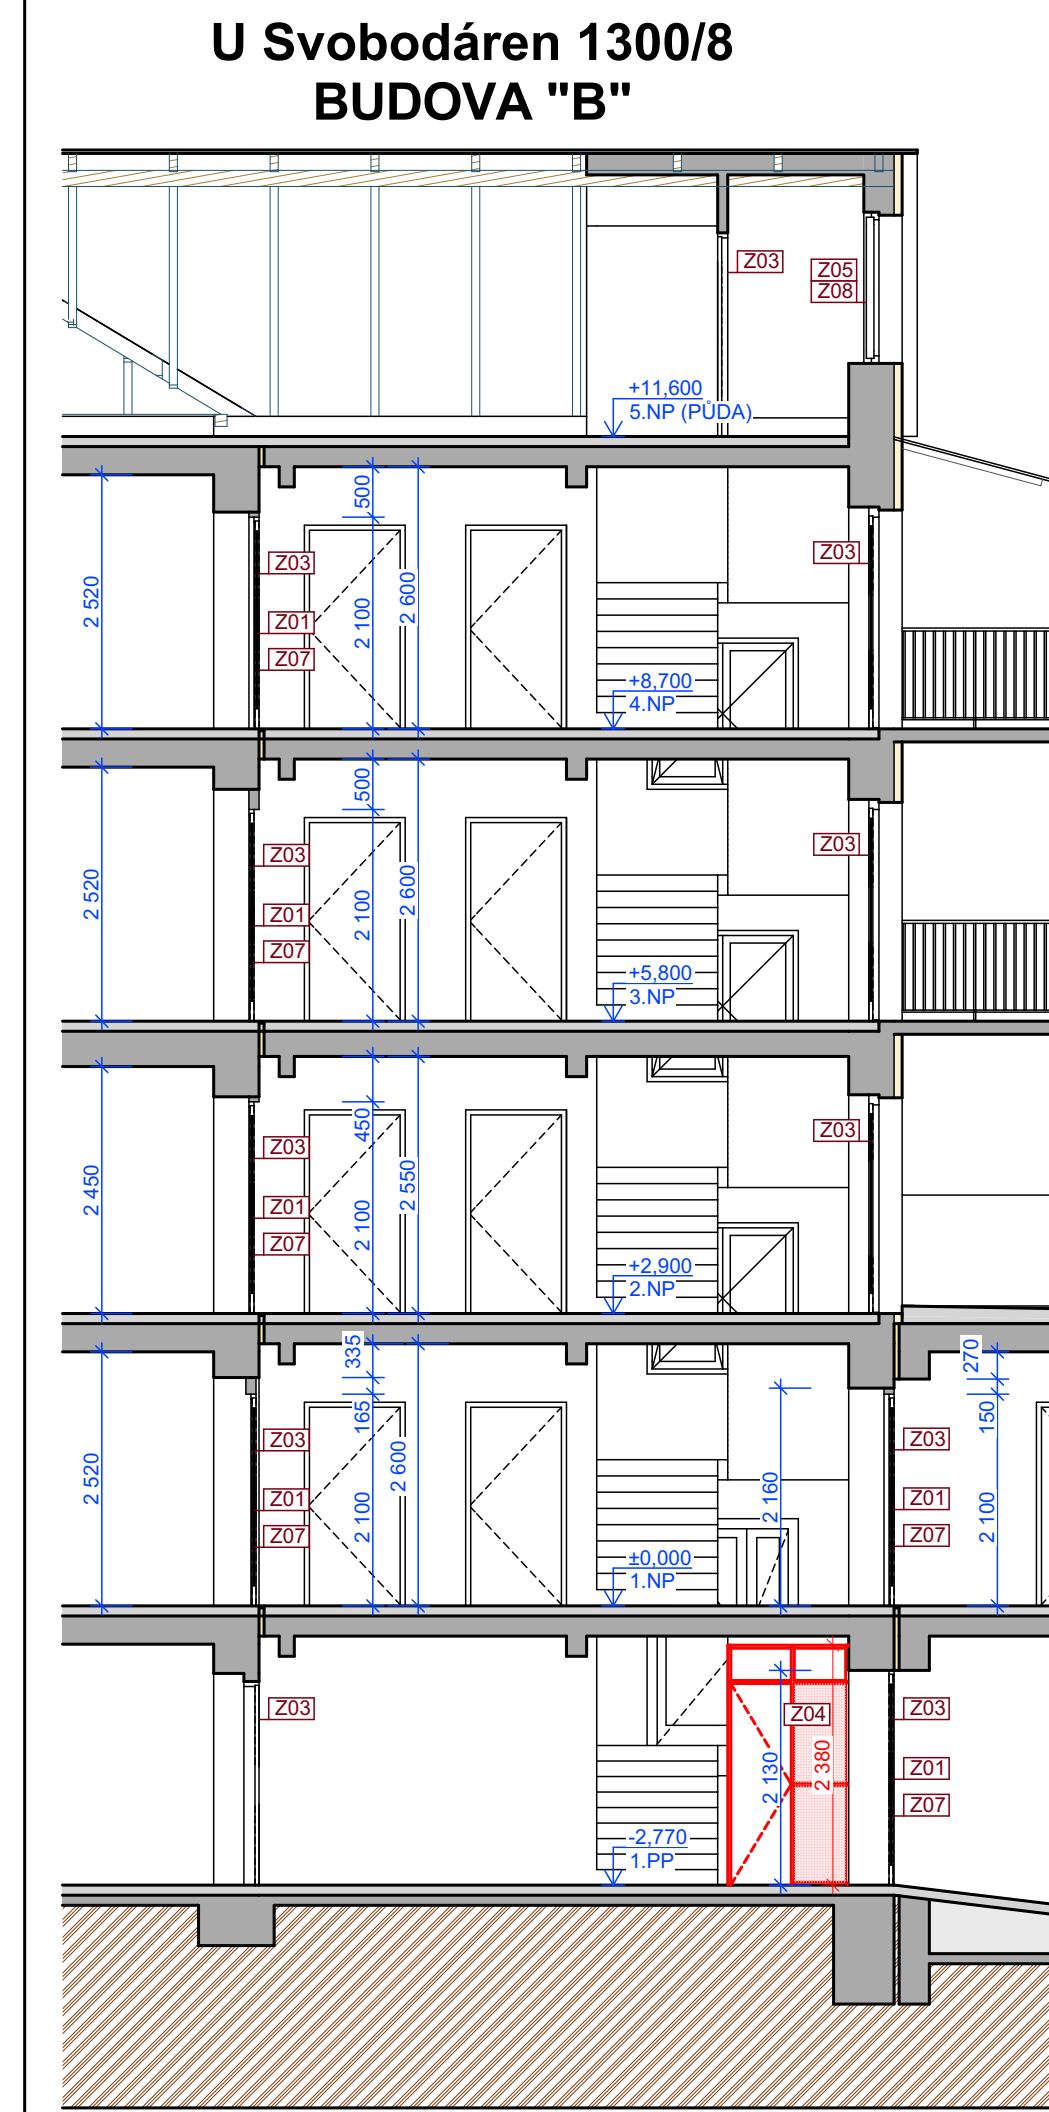 U Svobodáren 1300/8
BUDOVA "B"
Z03
Z05
Z08
+11,600
5.NP (PŮDA)
500
Z03
Z03
2 520
2 100
2 600
Z01
Z07
+8,700
4.NP
500
Z03
Z03
2 520
2 100
2 600
Z01
Z07
+5,800
3.NP
450
Z03
Z03
2 450
2 100
2 550
Z01
Z07
+2,900
2.NP
335
270
165
150
Z03
Z03
2 520
2 600
2 160
Z01
Z01
2 100
2 100
Z07
Z07
±0,000
1.NP
Z03
Z04
Z03
2 130
2 380
Z01
Z07
-2,770
1.PP